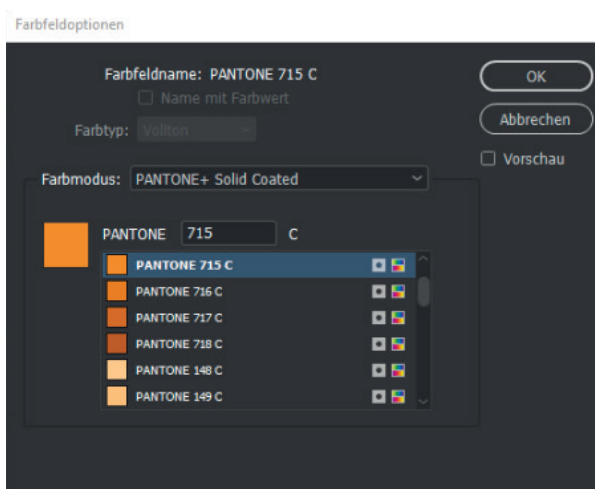 Farbfeldoptionen
Farbfeldname: PANTONE 715 C
OK
Name mit Farbwert
Abbrechen
Farbtyp: Vollton
Vorschau
Farbmodus: PANTONE+ Solid Coated
PANTONE 715 C
PANTONE 715 C
PANTONE 716 C
PANTONE 717 C
PANTONE 718 C
PANTONE 148 C
PANTONE 149 C